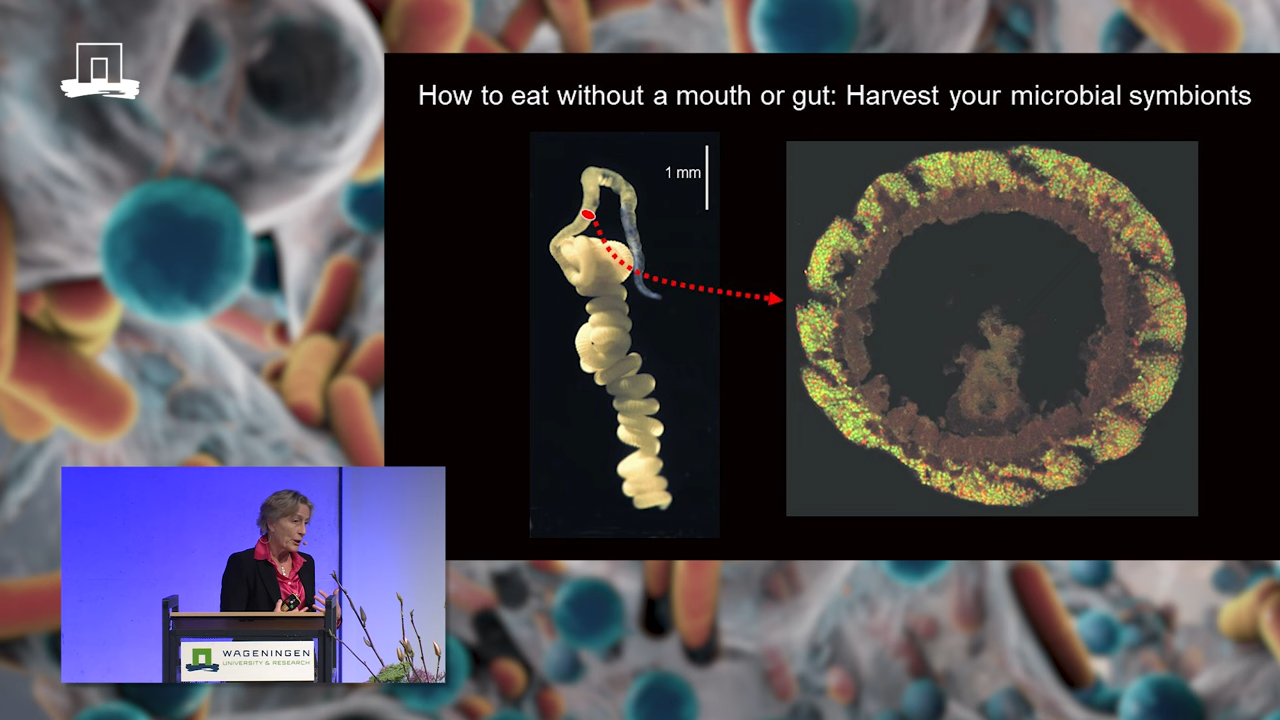 How to eat without a mouth or gut: Harvest your microbial symbionts
1 mm
WAGENINGEN
UNIVERSITY & RESEARCH